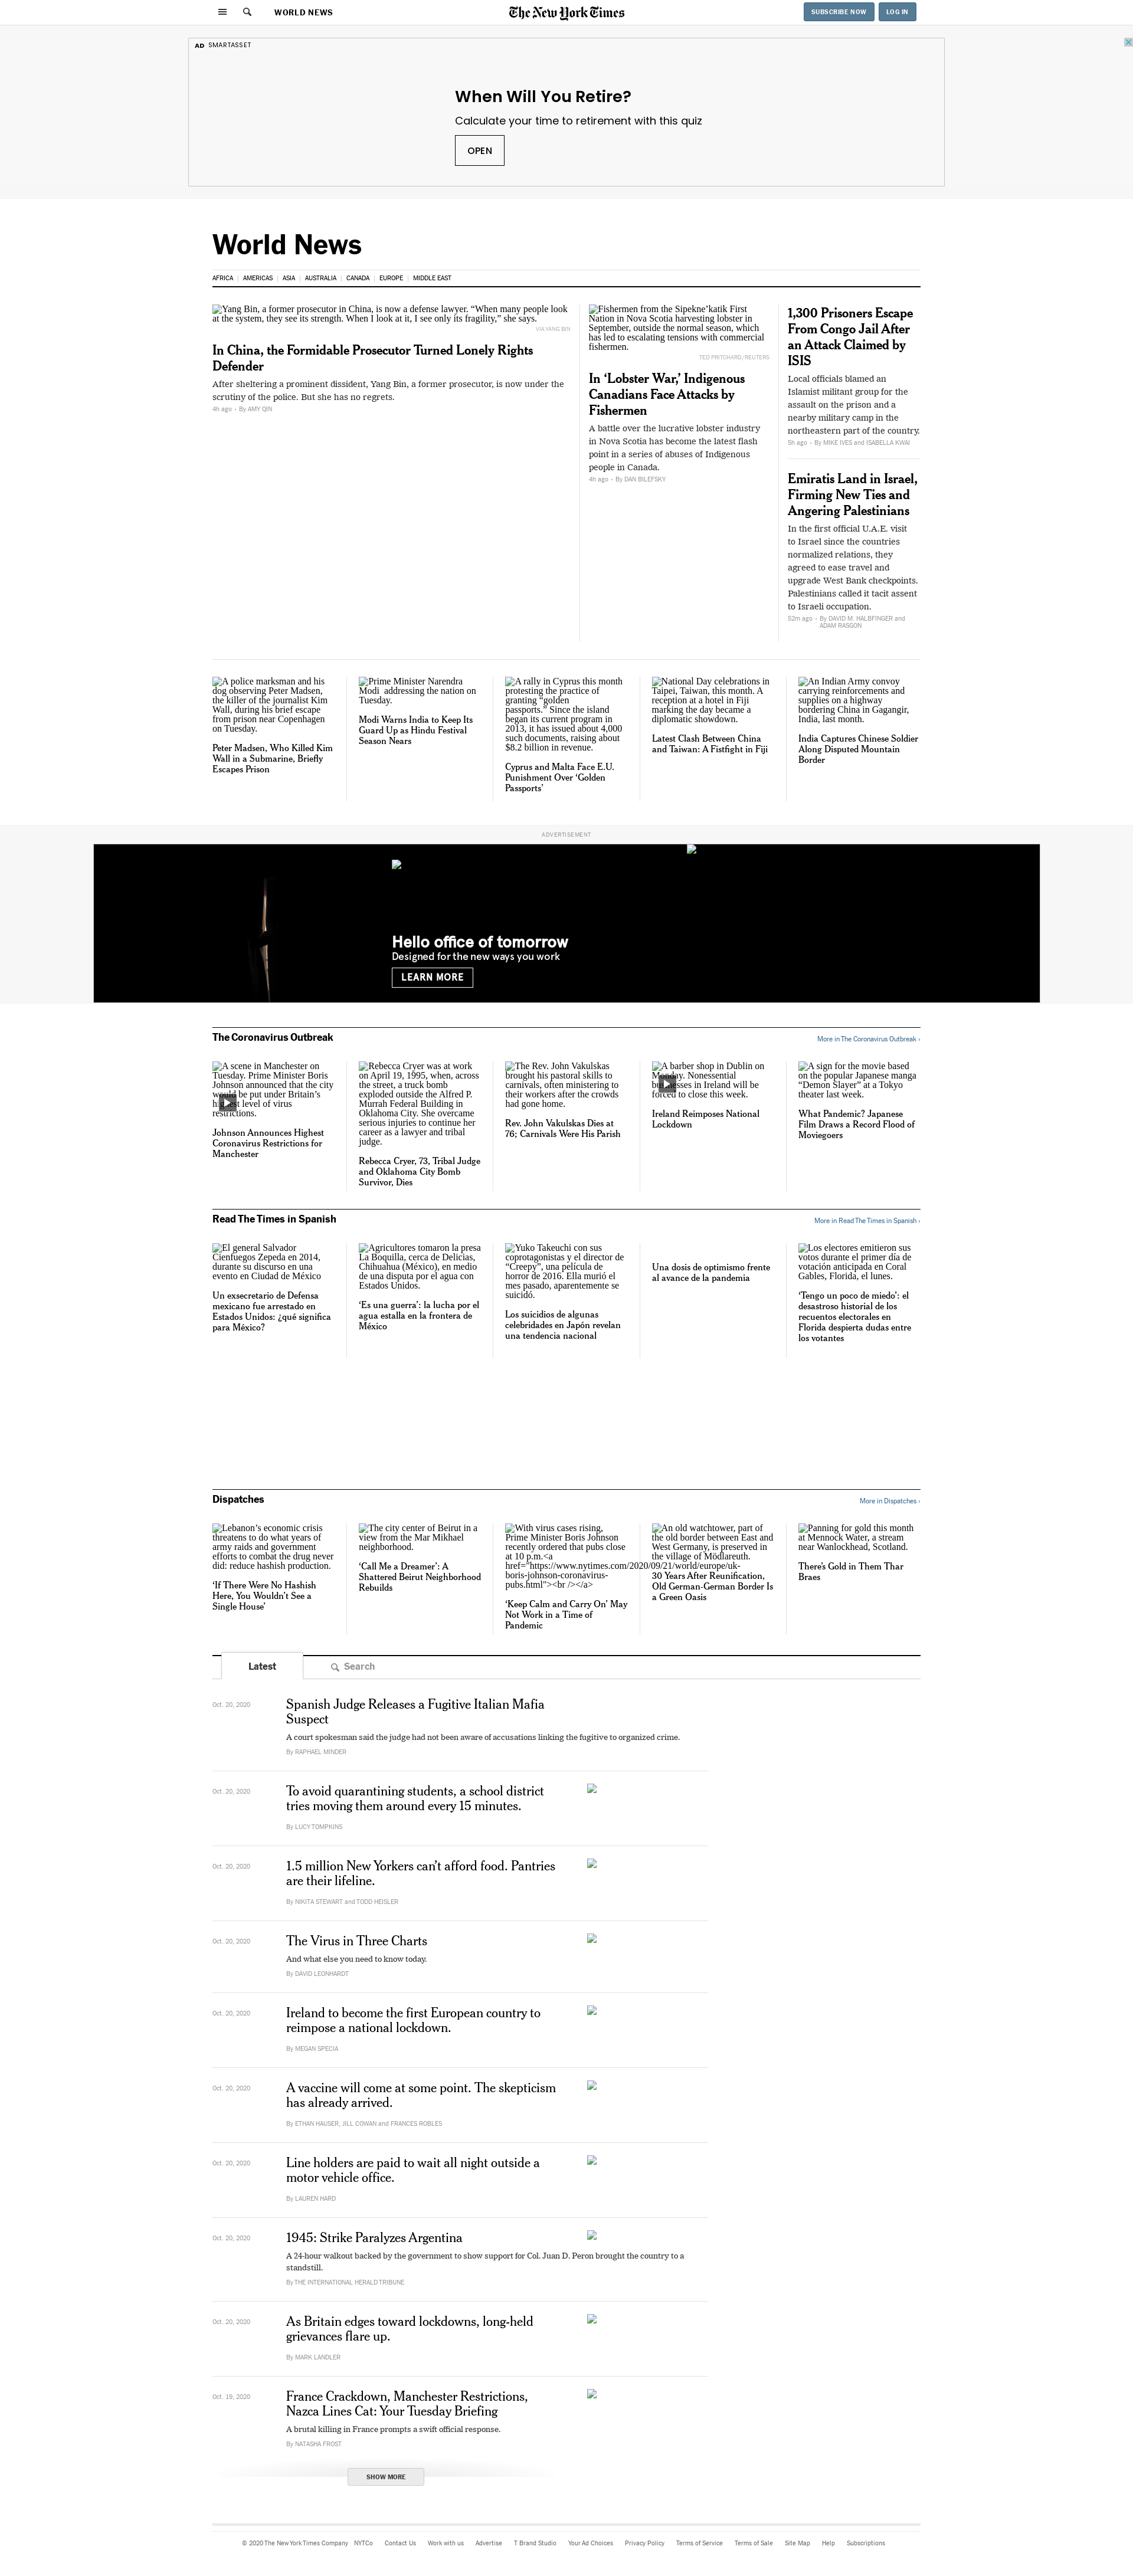 WORLD NEWS
The New York Times
SUBSCRIBE NOW
LOG IN
AD SMARTASSET
When Will You Retire?
Calculate your time to retirement with this quiz
OPEN
World News
AFRICA | AMERICAS | ASIA | AUSTRALIA | CANADA | EUROPE | MIDDLE EAST
Yang Bin, a former prosecutor in China, is now a defense lawyer. “When many people look
at the system, they see its strength. When I look at it, I see only its fragility,” she says.
VIA YANG BIN
In China, the Formidable Prosecutor Turned Lonely Rights
Defender
After sheltering a prominent dissident, Yang Bin, a former prosecutor, is now under the
scrutiny of the police. But she has no regrets.
4h ago • By AMY QIN
Fishermen from the Sipekne’katik First
Nation in Nova Scotia harvesting lobster in
September, outside the normal season, which
has led to escalating tensions with commercial
fishermen.
TED PRITCHARD/REUTERS
In ‘Lobster War,’ Indigenous
Canadians Face Attacks by
Fishermen
A battle over the lucrative lobster industry
in Nova Scotia has become the latest flash
point in a series of abuses of Indigenous
people in Canada.
4h ago • By DAN BILEFSKY
1,300 Prisoners Escape
From Congo Jail After
an Attack Claimed by
ISIS
Local officials blamed an
Islamist militant group for the
assault on the prison and a
nearby military camp in the
northeastern part of the country.
5h ago • By MIKE IVES and ISABELLA KWAI
Emiratis Land in Israel,
Firming New Ties and
Angering Palestinians
In the first official U.A.E. visit
to Israel since the countries
normalized relations, they
agreed to ease travel and
upgrade West Bank checkpoints.
Palestinians called it tacit assent
to Israeli occupation.
52m ago • By DAVID M. HALBFINGER and
ADAM RASGON
A police marksman and his
dog observing Peter Madsen,
the killer of the journalist Kim
Wall, during his brief escape
from prison near Copenhagen
on Tuesday.
Peter Madsen, Who Killed Kim
Wall in a Submarine, Briefly
Escapes Prison
Prime Minister Narendra
Modi addressing the nation on
Tuesday.
Modi Warns India to Keep Its
Guard Up as Hindu Festival
Season Nears
A rally in Cyprus this month
protesting the practice of
granting “golden
passports.” Since the island
began its current program in
2013, it has issued about 4,000
such documents, raising about
$8.2 billion in revenue.
Cyprus and Malta Face E.U.
Punishment Over ‘Golden
Passports’
National Day celebrations in
Taipei, Taiwan, this month. A
reception at a hotel in Fiji
marking the day became a
diplomatic showdown.
Latest Clash Between China
and Taiwan: A Fistfight in Fiji
An Indian Army convoy
carrying reinforcements and
supplies on a highway
bordering China in Gagangir,
India, last month.
India Captures Chinese Soldier
Along Disputed Mountain
Border
ADVERTISEMENT
Hello office of tomorrow
Designed for the new ways you work
LEARN MORE
The Coronavirus Outbreak
More in The Coronavirus Outbreak ›
A scene in Manchester on
Tuesday. Prime Minister Boris
Johnson announced that the city
would be put under Britain’s
highest level of virus
restrictions.
Johnson Announces Highest
Coronavirus Restrictions for
Manchester
Rebecca Cryer was at work
on April 19, 1995, when, across
the street, a truck bomb
exploded outside the Alfred P.
Murrah Federal Building in
Oklahoma City. She overcame
serious injuries to continue her
career as a lawyer and tribal
judge.
Rebecca Cryer, 73, Tribal Judge
and Oklahoma City Bomb
Survivor, Dies
The Rev. John Vakulskas
brought his pastoral skills to
carnivals, often ministering to
their workers after the crowds
had gone home.
Rev. John Vakulskas Dies at
76; Carnivals Were His Parish
A barber shop in Dublin on
Monday. Nonessential
businesses in Ireland will be
forced to close this week.
Ireland Reimposes National
Lockdown
A sign for the movie based
on the popular Japanese manga
“Demon Slayer” at a Tokyo
theater last week.
What Pandemic? Japanese
Film Draws a Record Flood of
Moviegoers
Read The Times in Spanish
More in Read The Times in Spanish ›
El general Salvador
Cienfuegos Zepeda en 2014,
durante su discurso en una
evento en Ciudad de México
Un exsecretario de Defensa
mexicano fue arrestado en
Estados Unidos: ¿qué significa
para México?
Agricultores tomaron la presa
La Boquilla, cerca de Delicias,
Chihuahua (México), en medio
de una disputa por el agua con
Estados Unidos.
‘Es una guerra’: la lucha por el
agua estalla en la frontera de
México
Yuko Takeuchi con sus
coprotagonistas y el director de
“Creepy”, una película de
horror de 2016. Ella murió el
mes pasado, aparentemente se
suicidó.
Los suicidios de algunas
celebridades en Japón revelan
una tendencia nacional
Una dosis de optimismo frente
al avance de la pandemia
Los electores emitieron sus
votos durante el primer día de
votación anticipada en Coral
Gables, Florida, el lunes.
‘Tengo un poco de miedo’: el
desastroso historial de los
recuentos electorales en
Florida despierta dudas entre
los votantes
Dispatches
More in Dispatches ›
Lebanon’s economic crisis
threatens to do what years of
army raids and government
efforts to combat the drug never
did: reduce hashish production.
‘If There Were No Hashish
Here, You Wouldn’t See a
Single House’
The city center of Beirut in a
view from the Mar Mikhael
neighborhood.
‘Call Me a Dreamer’: A
Shattered Beirut Neighborhood
Rebuilds
With virus cases rising,
Prime Minister Boris Johnson
recently ordered that pubs close
at 10 p.m.<a
href="https://www.nytimes.com/2020/09/21/world/europe/uk-
boris-johnson-coronavirus-
pubs.html"><br /></a>
‘Keep Calm and Carry On’ May
Not Work in a Time of
Pandemic
An old watchtower, part of
the old border between East and
West Germany, is preserved in
the village of Mödlareuth.
30 Years After Reunification,
Old German-German Border Is
a Green Oasis
Panning for gold this month
at Mennock Water, a stream
near Wanlockhead, Scotland.
There’s Gold in Them Thar
Braes
Latest
Search
Oct. 20, 2020
Spanish Judge Releases a Fugitive Italian Mafia
Suspect
A court spokesman said the judge had not been aware of accusations linking the fugitive to organized crime.
By RAPHAEL MINDER
Oct. 20, 2020
To avoid quarantining students, a school district
tries moving them around every 15 minutes.
By LUCY TOMPKINS
Oct. 20, 2020
1.5 million New Yorkers can’t afford food. Pantries
are their lifeline.
By NIKITA STEWART and TODD HEISLER
Oct. 20, 2020
The Virus in Three Charts
And what else you need to know today.
By DAVID LEONHARDT
Oct. 20, 2020
Ireland to become the first European country to
reimpose a national lockdown.
By MEGAN SPECIA
Oct. 20, 2020
A vaccine will come at some point. The skepticism
has already arrived.
By ETHAN HAUSER, JILL COWAN and FRANCES ROBLES
Oct. 20, 2020
Line holders are paid to wait all night outside a
motor vehicle office.
By LAUREN HARD
Oct. 20, 2020
1945: Strike Paralyzes Argentina
A 24-hour walkout backed by the government to show support for Col. Juan D. Peron brought the country to a
standstill.
By THE INTERNATIONAL HERALD TRIBUNE
Oct. 20, 2020
As Britain edges toward lockdowns, long-held
grievances flare up.
By MARK LANDLER
Oct. 19, 2020
France Crackdown, Manchester Restrictions,
Nazca Lines Cat: Your Tuesday Briefing
A brutal killing in France prompts a swift official response.
By NATASHA FROST
SHOW MORE
© 2020 The New York Times Company NYTCo Contact Us Work with us Advertise T Brand Studio Your Ad Choices Privacy Policy Terms of Service Terms of Sale Site Map Help Subscriptions